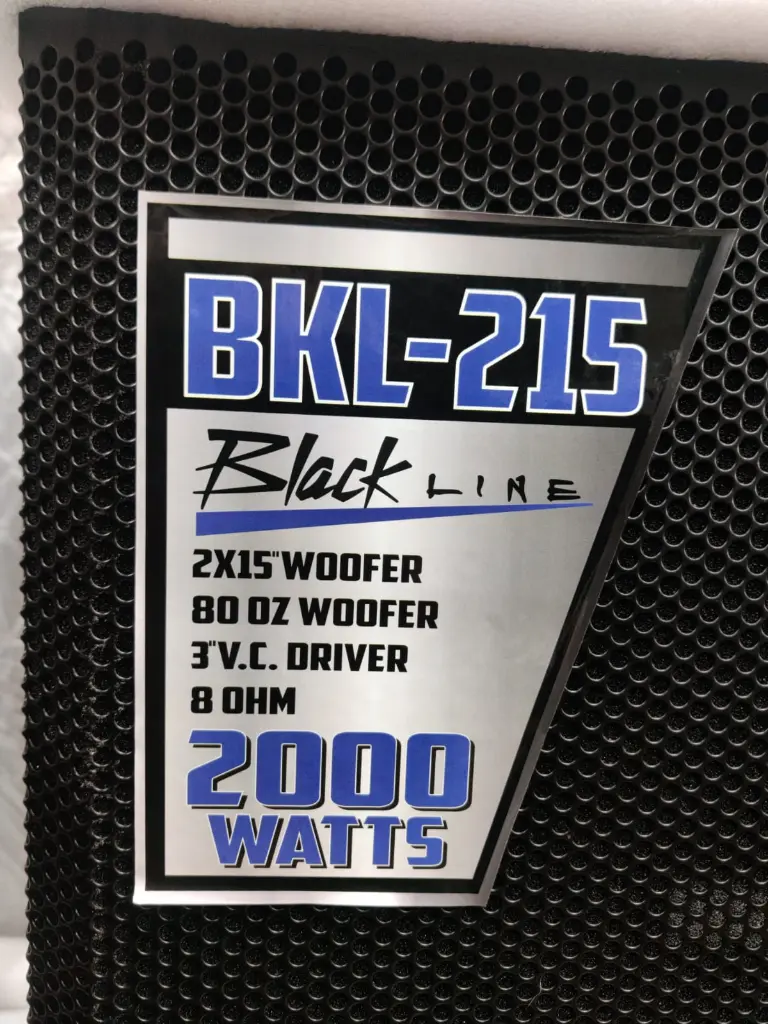 BKL-215
Black LINE
2X15"WOOFER
80 OZ WOOFER
3"V.C. DRIVER
8 OHM
2000
WATTS